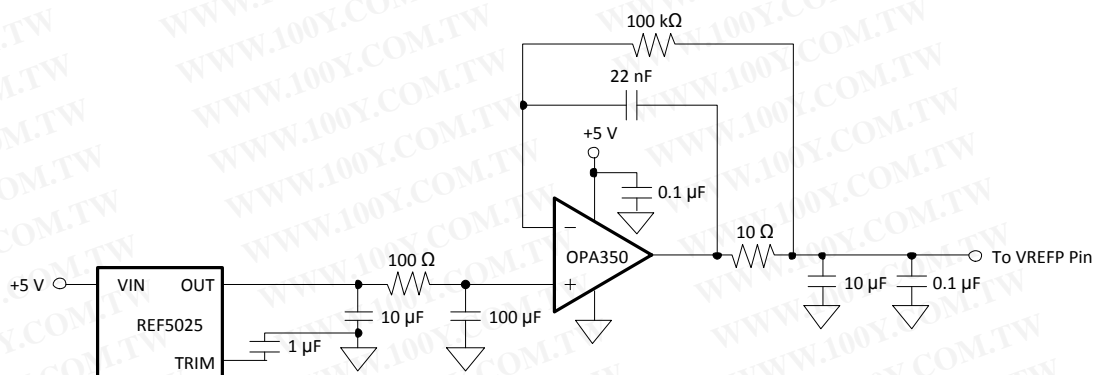 100 kΩ
22 nF
+5 V
0.1 µF
OPA350
10 Ω
To VREFP Pin
10 µF
0.1 µF
+5 V
VIN
OUT
REF5025
TRIM
100 Ω
10 µF
100 µF
1 µF
WWW.100Y.COM.TW